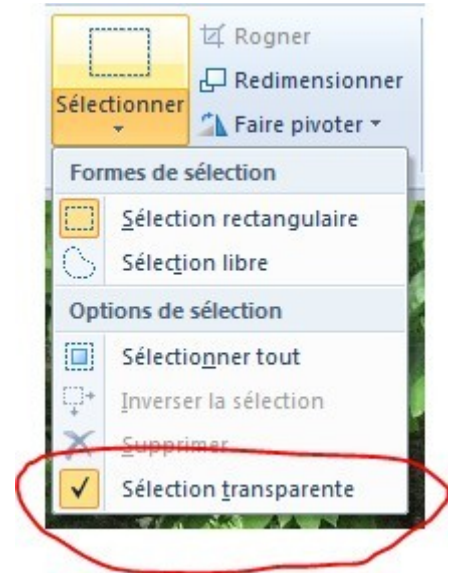 Rogner
Redimensionner
Sélectionner
Faire pivoter
Formes de sélection
Sélection rectangulaire
Sélection libre
Options de sélection
Sélectionner tout
Inverser la sélection
Supprimer
Sélection transparente